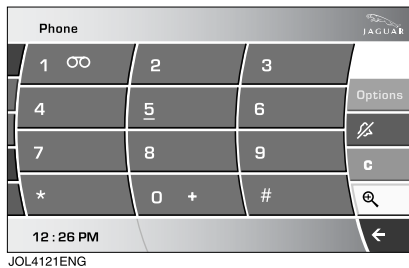 Phone
JAGUAR
1 2 3
Options
4 5 6
7 8 9
C
* 0 + #
12 : 26 PM
JOL4121ENG